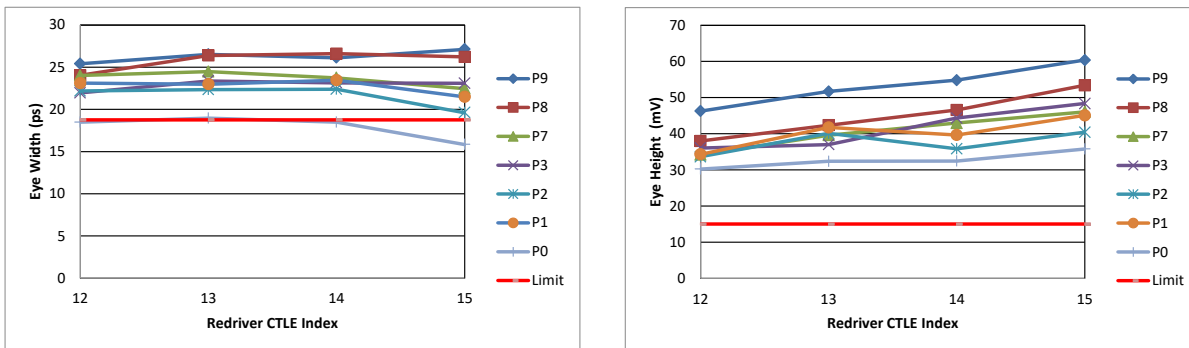 30
25
20
15
10
5
0
Eye Width (ps)
12 13 14 15
Redriver CTLE Index
P9
P8
P7
P3
P2
P1
P0
Limit
70
60
50
40
30
20
10
0
Eye Height (mV)
12 13 14 15
Redriver CTLE Index
P9
P8
P7
P3
P2
P1
P0
Limit